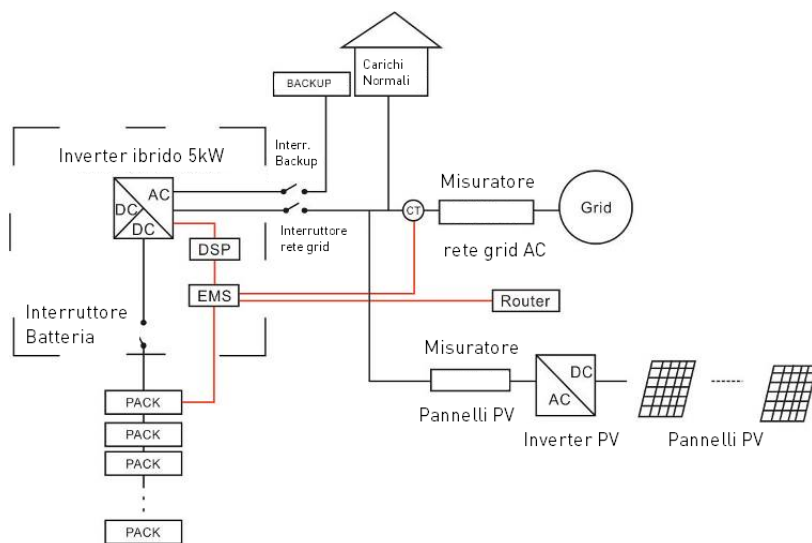 Carichi
Normali
BACKUP
Interr.
Backup
Inverter ibrido 5kW
AC
DC
DC
Misuratore
CT
Grid
Interruttore
rete grid
rete grid AC
DSP
EMS
Router
Interruttore
Batteria
Misuratore
DC
AC
PACK
Pannelli PV
Inverter PV
Pannelli PV
PACK
PACK
PACK